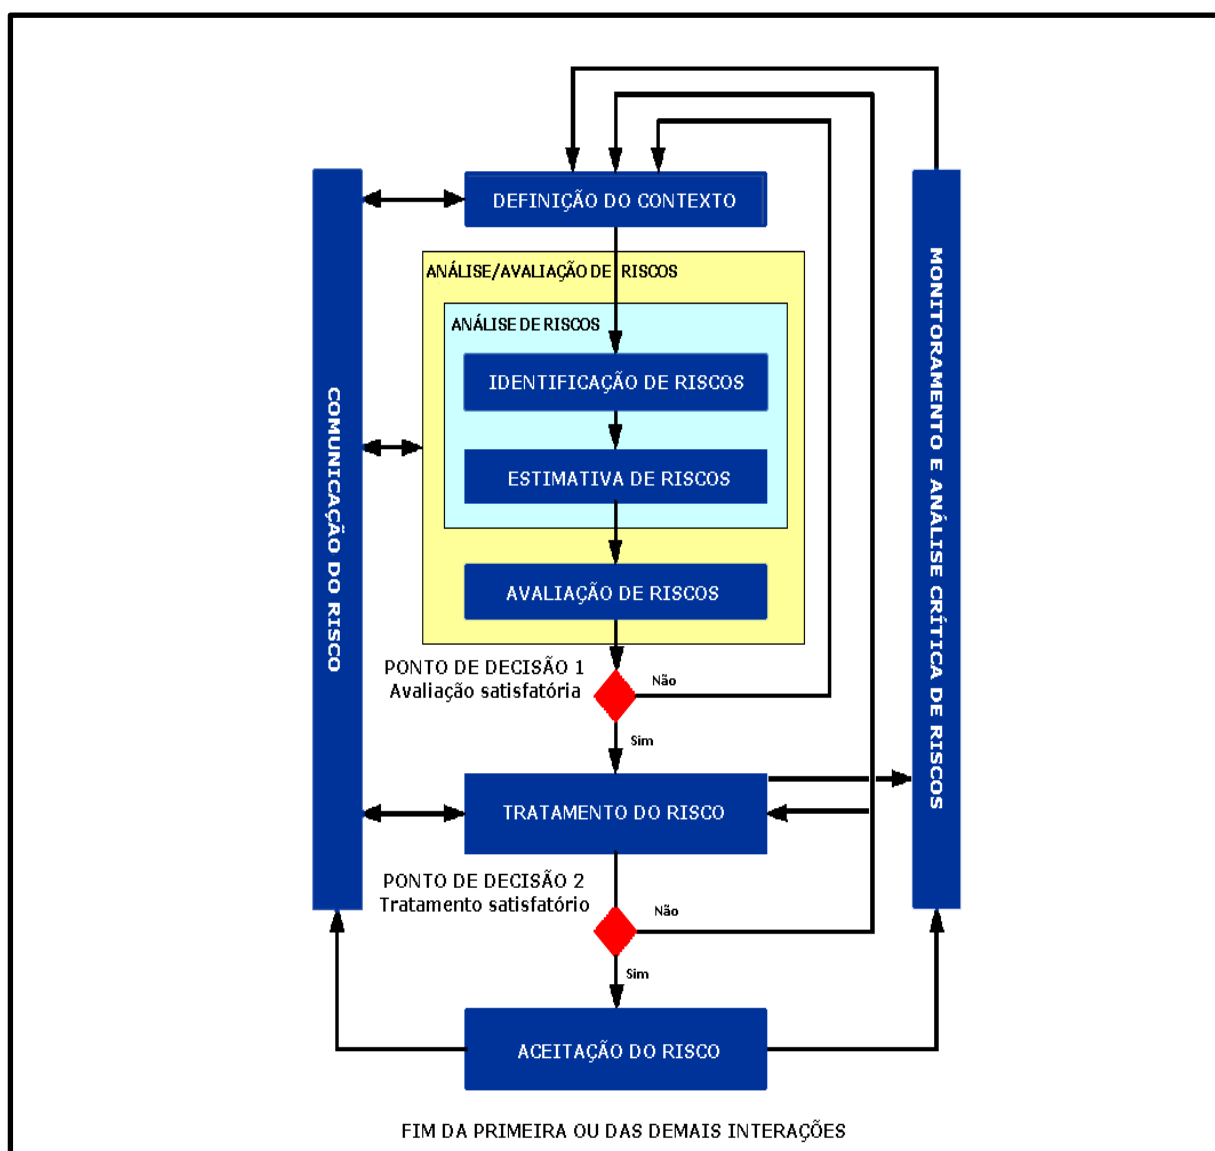 DEFINIÇÃO DO CONTEXTO
ANÁLISE/AVALIAÇÃO DE RISCOS
ANÁLISE DE RISCOS
IDENTIFICAÇÃO DE RISCOS
ESTIMATIVA DE RISCOS
AVALIAÇÃO DE RISCOS
COMUNICAÇÃO DO RISCO
MONITORAMENTO E ANÁLISE CRÍTICA DE RISCOS
PONTO DE DECISÃO 1
Avaliação satisfatória
Não
Sim
TRATAMENTO DO RISCO
PONTO DE DECISÃO 2
Tratamento satisfatório
Não
Sim
ACEITAÇÃO DO RISCO
FIM DA PRIMEIRA OU DAS DEMAIS INTERAÇÕES